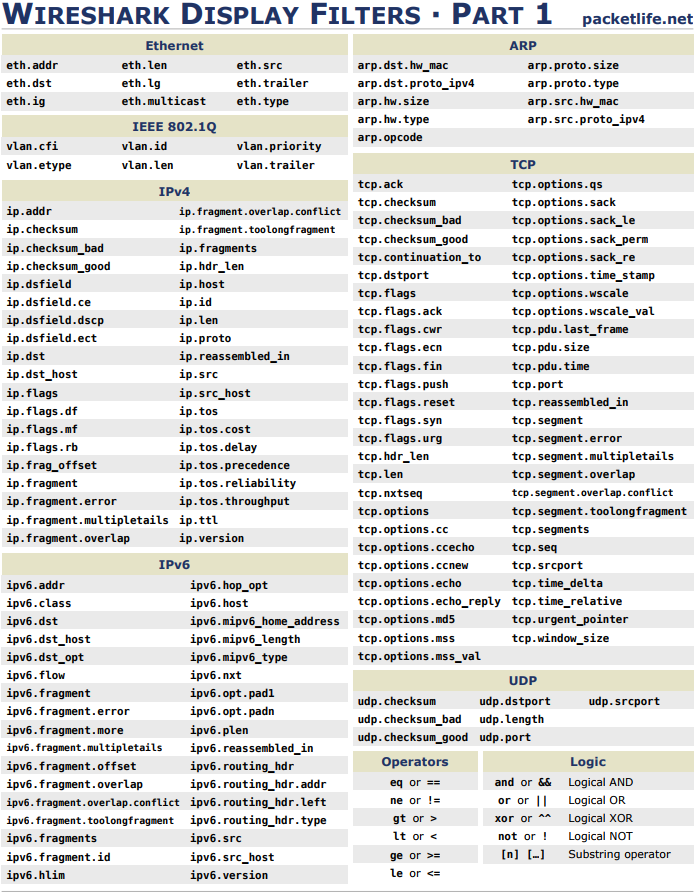 WIRESHARK DISPLAY FILTERS · PART 1 packetlife.net
Ethernet
eth.addr eth.len eth.src
eth.dst eth.lg eth.trailer
eth.ig eth.multicast eth.type
IEEE 802.1Q
vlan.cfi vlan.id vlan.priority
vlan.etype vlan.len vlan.trailer
IPv4
ip.addr ip.fragment.overlap.conflict
ip.checksum ip.fragment.toolongfragment
ip.checksum_bad ip.fragments
ip.checksum_good ip.hdr_len
ip.dsfield ip.host
ip.dsfield.ce ip.id
ip.dsfield.dscp ip.len
ip.dsfield.ect ip.proto
ip.dst ip.reassembled_in
ip.dst_host ip.src
ip.flags ip.src_host
ip.flags.df ip.tos
ip.flags.mf ip.tos.cost
ip.flags.rb ip.tos.delay
ip.frag_offset ip.tos.precedence
ip.fragment ip.tos.reliability
ip.fragment.error ip.tos.throughput
ip.fragment.multipletails ip.ttl
ip.fragment.overlap ip.version
IPv6
ipv6.addr ipv6.hop_opt
ipv6.class ipv6.host
ipv6.dst ipv6.mipv6_home_address
ipv6.dst_host ipv6.mipv6_length
ipv6.dst_opt ipv6.mipv6_type
ipv6.flow ipv6.nxt
ipv6.fragment ipv6.opt.pad1
ipv6.fragment.error ipv6.opt.padn
ipv6.fragment.more ipv6.plen
ipv6.fragment.multipletails ipv6.reassembled_in
ipv6.fragment.offset ipv6.routing_hdr
ipv6.fragment.overlap ipv6.routing_hdr.addr
ipv6.fragment.overlap.conflict ipv6.routing_hdr.left
ipv6.fragment.toolongfragment ipv6.routing_hdr.type
ipv6.fragments ipv6.src
ipv6.fragment.id ipv6.src_host
ipv6.hlim ipv6.version
ARP
arp.dst.hw_mac arp.proto.size
arp.dst.proto_ipv4 arp.proto.type
arp.hw.size arp.src.hw_mac
arp.hw.type arp.src.proto_ipv4
arp.opcode
TCP
tcp.ack tcp.options.qs
tcp.checksum tcp.options.sack
tcp.checksum_bad tcp.options.sack_le
tcp.checksum_good tcp.options.sack_perm
tcp.continuation_to tcp.options.sack_re
tcp.dstport tcp.options.time_stamp
tcp.flags tcp.options.wscale
tcp.flags.ack tcp.options.wscale_val
tcp.flags.cwr tcp.pdu.last_frame
tcp.flags.ecn tcp.pdu.size
tcp.flags.fin tcp.pdu.time
tcp.flags.push tcp.port
tcp.flags.reset tcp.reassembled_in
tcp.flags.syn tcp.segment
tcp.flags.urg tcp.segment.error
tcp.hdr_len tcp.segment.multipletails
tcp.len tcp.segment.overlap
tcp.nxtseq tcp.segment.overlap.conflict
tcp.options tcp.segment.toolongfragment
tcp.options.cc tcp.segments
tcp.options.ccecho tcp.seq
tcp.options.ccnew tcp.srcport
tcp.options.echo tcp.time_delta
tcp.options.echo_reply tcp.time_relative
tcp.options.md5 tcp.urgent_pointer
tcp.options.mss tcp.window_size
tcp.options.mss_val
UDP
udp.checksum udp.dstport udp.srcport
udp.checksum_bad udp.length
udp.checksum_good udp.port
Operators
eq or ==
ne or !=
gt or >
lt or <
ge or >=
le or <=
Logic
and or && Logical AND
or or || Logical OR
xor or ^^ Logical XOR
not or ! Logical NOT
[n] […] Substring operator